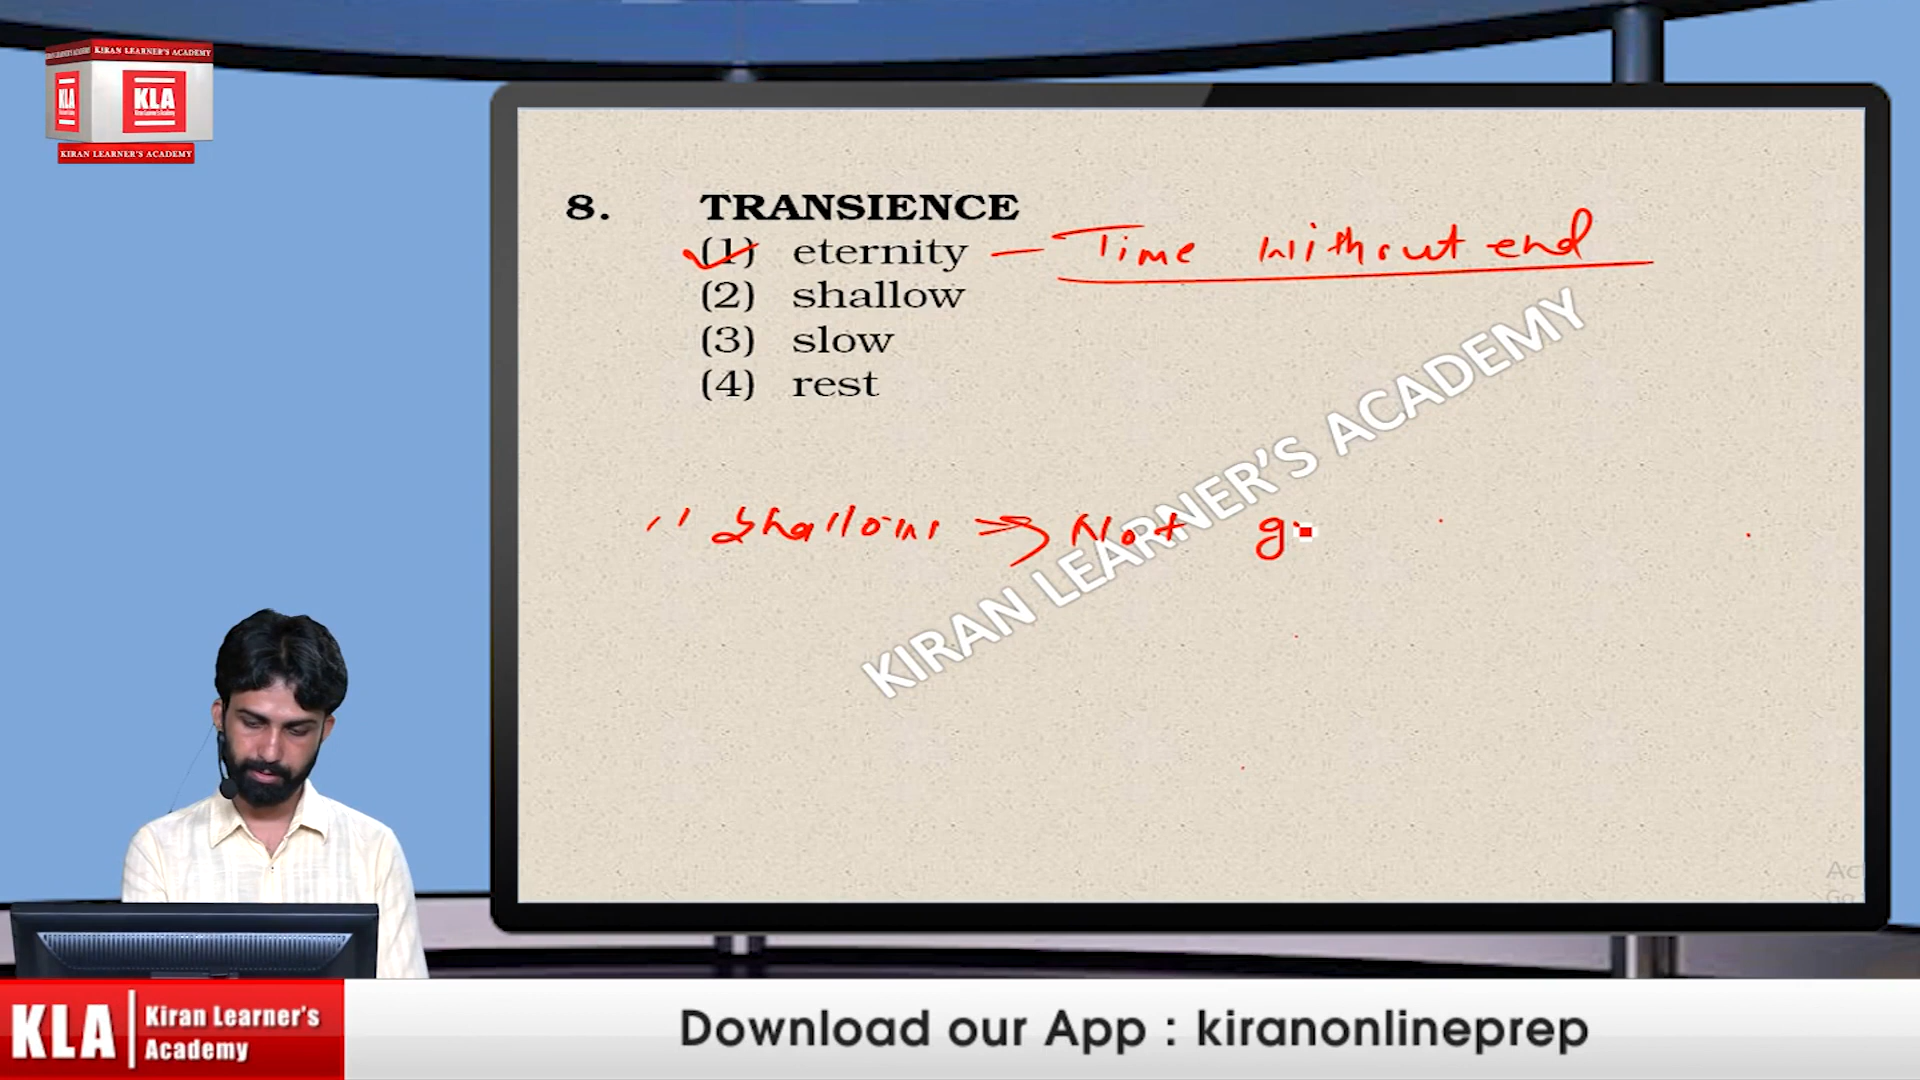 KIRAN LEARNER'S ACADEMY
KLA
KLA
KIRAN LEARNER'S ACADEMY
8. TRANSIENCE
(1) eternity — Time without end
(2) shallow
(3) slow
(4) rest
KIRAN LEARNER'S ACADEMY
" shallow → Not g
KLA Kiran Learner's Academy
Download our App : kiranonlineprep